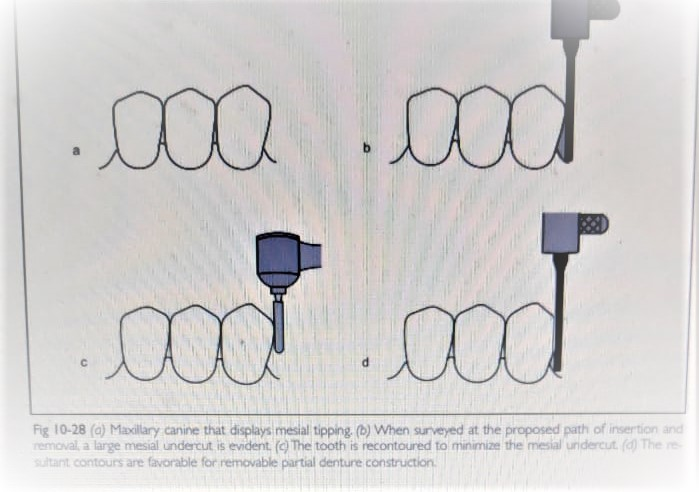 a
b
c
d
Fig 10-28 (a) Maxillary canine that displays mesial tipping. (b) When surveyed at the proposed path of insertion and
removal, a large mesial undercut is evident. (c) The tooth is recontoured to minimize the mesial undercut. (d) The re-
sultant contours are favorable for removable partial denture construction.